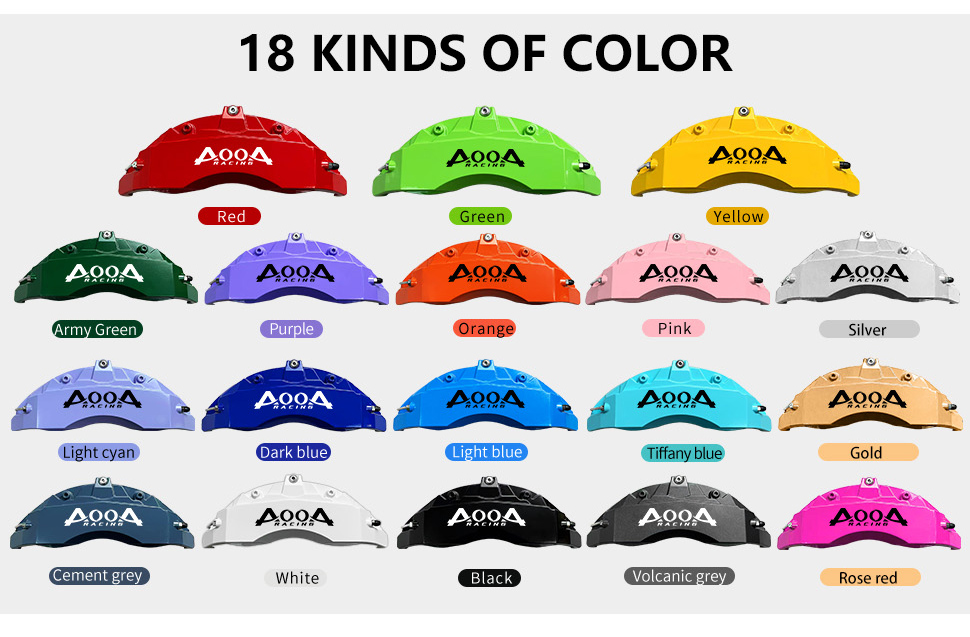 18 KINDS OF COLOR
AOOA AOOA AOOA
RACING RACING RACING
Red Green Yellow
AOOA AOOA AOOA AOOA AOOA
RACING RACING RACING RACING RACING
Army Green Purple Orange Pink Silver
AOOA AOOA AOOA AOOA AOOA
RACING RACING RACING RACING RACING
Light cyan Dark blue Light blue Tiffany blue Gold
AOOA AOOA AOOA AOOA AOOA
RACING RACING RACING RACING RACING
Cement grey White Black Volcanic grey Rose red